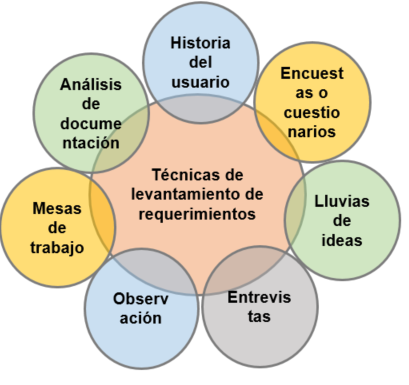 Historia
del
usuario
Encuest
as o
cuestio
narios
Lluvias
de
ideas
Entrevis
tas
Observ
ación
Mesas
de
trabajo
Análisis
de
docume
ntación
Técnicas de
levantamiento de
requerimientos